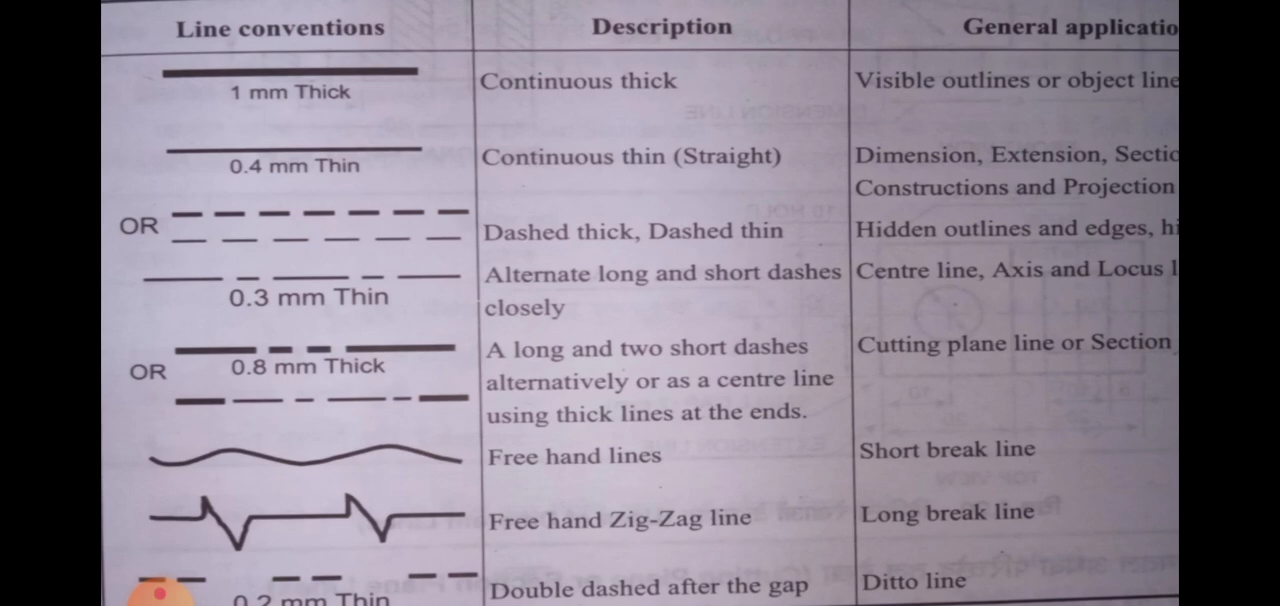 Line conventions Description General applicatio
1 mm Thick Continuous thick Visible outlines or object line
0.4 mm Thin Continuous thin (Straight) Dimension, Extension, Sectio
Constructions and Projection
OR Dashed thick, Dashed thin Hidden outlines and edges, hi
Alternate long and short dashes Centre line, Axis and Locus l
0.3 mm Thin closely
0.8 mm Thick A long and two short dashes Cutting plane line or Section
OR alternatively or as a centre line
using thick lines at the ends.
Free hand lines Short break line
Free hand Zig-Zag line Long break line
0.2 mm Thin Double dashed after the gap Ditto line